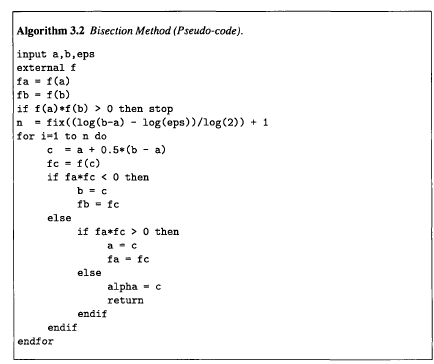 Algorithm 3.2 Bisection Method (Pseudo-code).
input a,b,eps
external f
fa = f(a)
fb = f(b)
if f(a)*f(b) > 0 then stop
n  = fix((log(b-a) - log(eps))/log(2)) + 1
for i=1 to n do
     c  = a + 0.5*(b - a)
     fc = f(c)
     if fa*fc < 0 then
          b = c
          fb = fc
     else
          if fa*fc > 0 then
               a = c
               fa = fc
          else
               alpha = c
               return
          endif
     endif
endfor